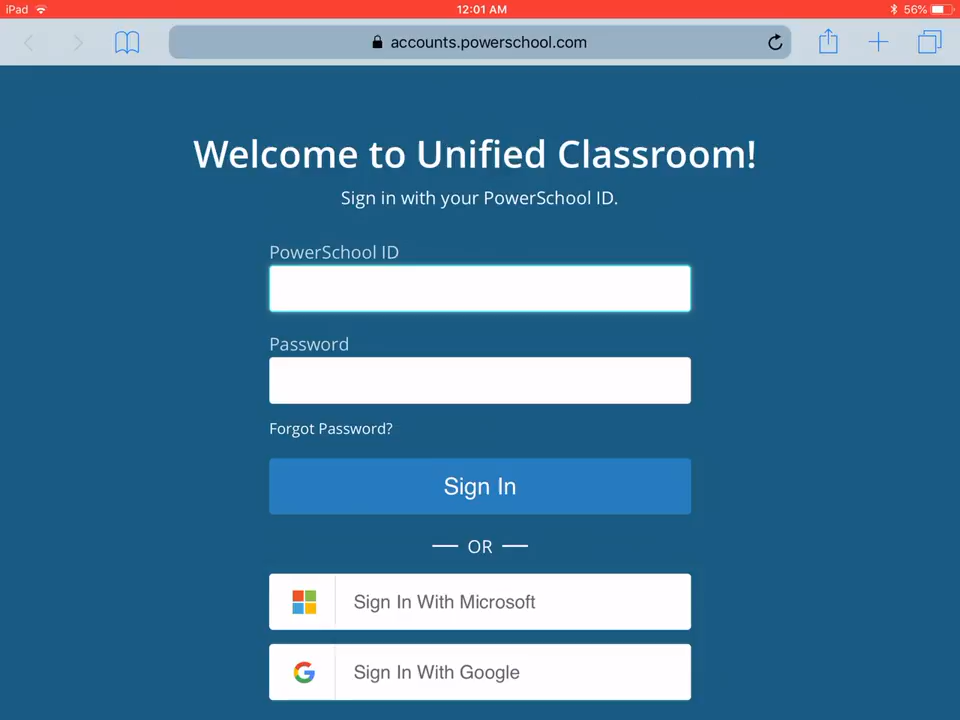 iPad 12:01 AM 56%
accounts.powerschool.com
Welcome to Unified Classroom!
Sign in with your PowerSchool ID.
PowerSchool ID
Password
Forgot Password?
Sign In
OR
Sign In With Microsoft
Sign In With Google